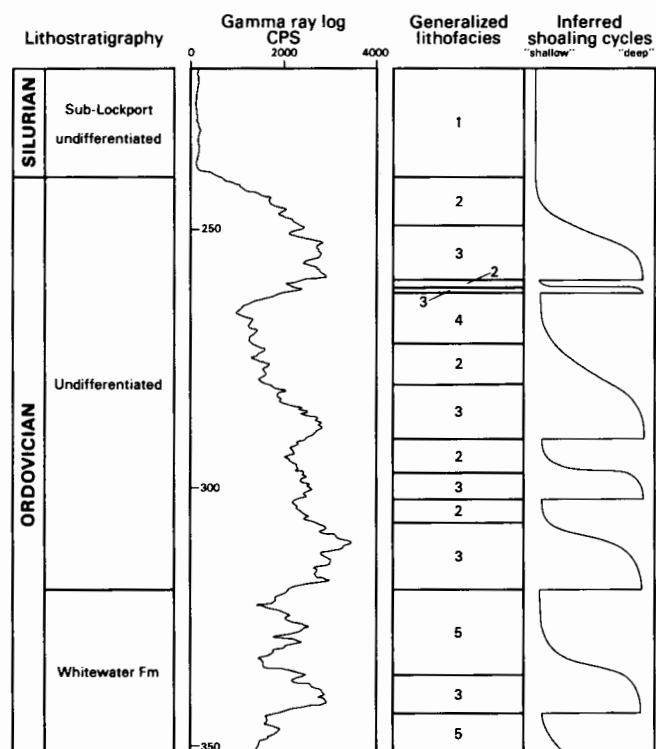 Lithostratigraphy
Gamma ray log
CPS
0 2000 4000
Generalized
lithofacies
Inferred
shoaling cycles
"shallow" "deep"
SILURIAN
Sub-Lockport
undifferentiated
1
ORDOVICIAN
Undifferentiated
250
2
3
2
3
4
2
3
300
2
3
2
3
Whitewater Fm
5
3
350
5